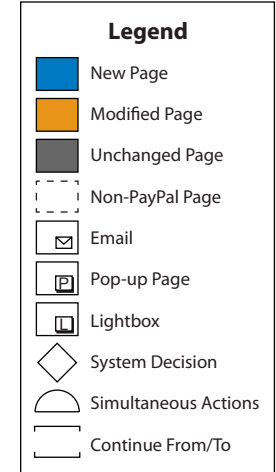 Legend
New Page
Modified Page
Unchanged Page
Non-PayPal Page
Email
P
Pop-up Page
L
Lightbox
System Decision
Simultaneous Actions
Continue From/To